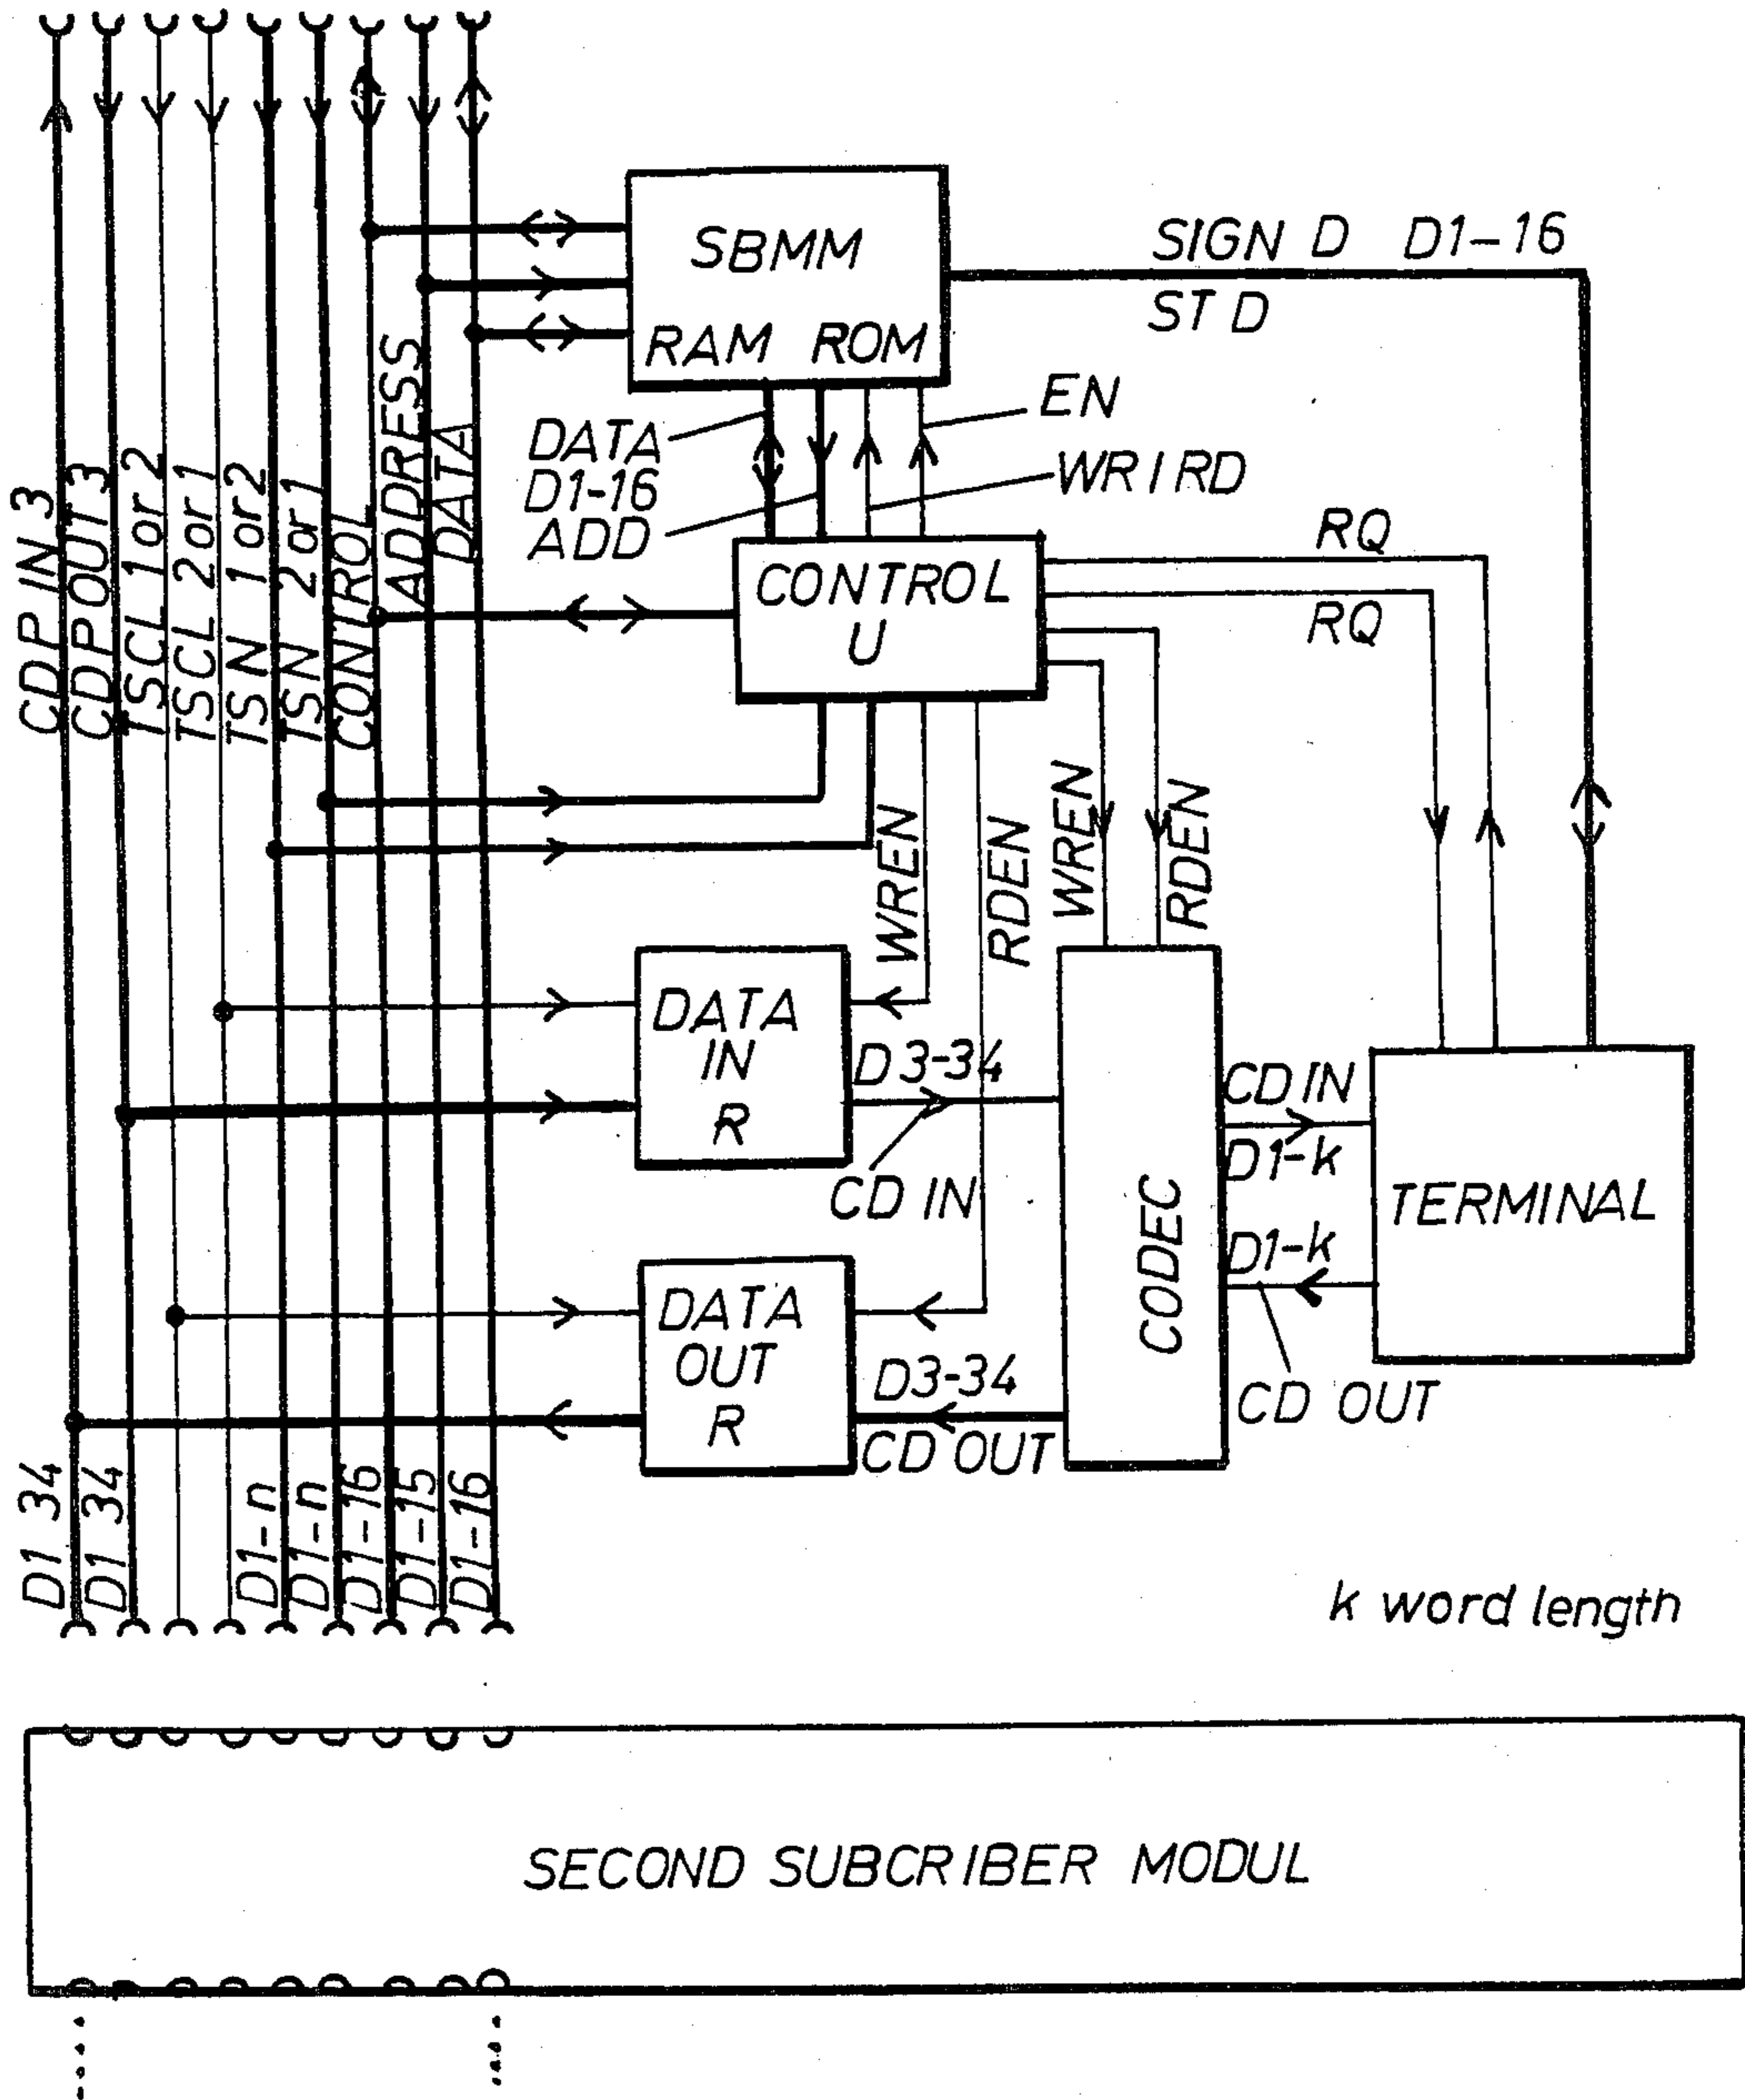 SIGN D D1-16
ST D
SBMM
RAM ROM
EN
DATA
D1-16
ADD
WR/RD
RQ
RQ
CDP IN 3
CDP OUT 3
TSCL 1 or 2
TSCL 2 or 1
TSN 1 or 2
TSN 2 or 1
CONTROL
ADDRESS
DATA
CONTROL
U
WREN
RDEN
WREN
RDEN
DATA
IN
R
D3-34
CD IN
CODEC
CD IN
D1-k
D1-k
CD OUT
TERMINAL
DATA
OUT
R
D3-34
CD OUT
D1 34
D1 34
D1-n
D1-n
D1-16
D1-15
D1-16
k word length
SECOND SUBCRIBER MODUL